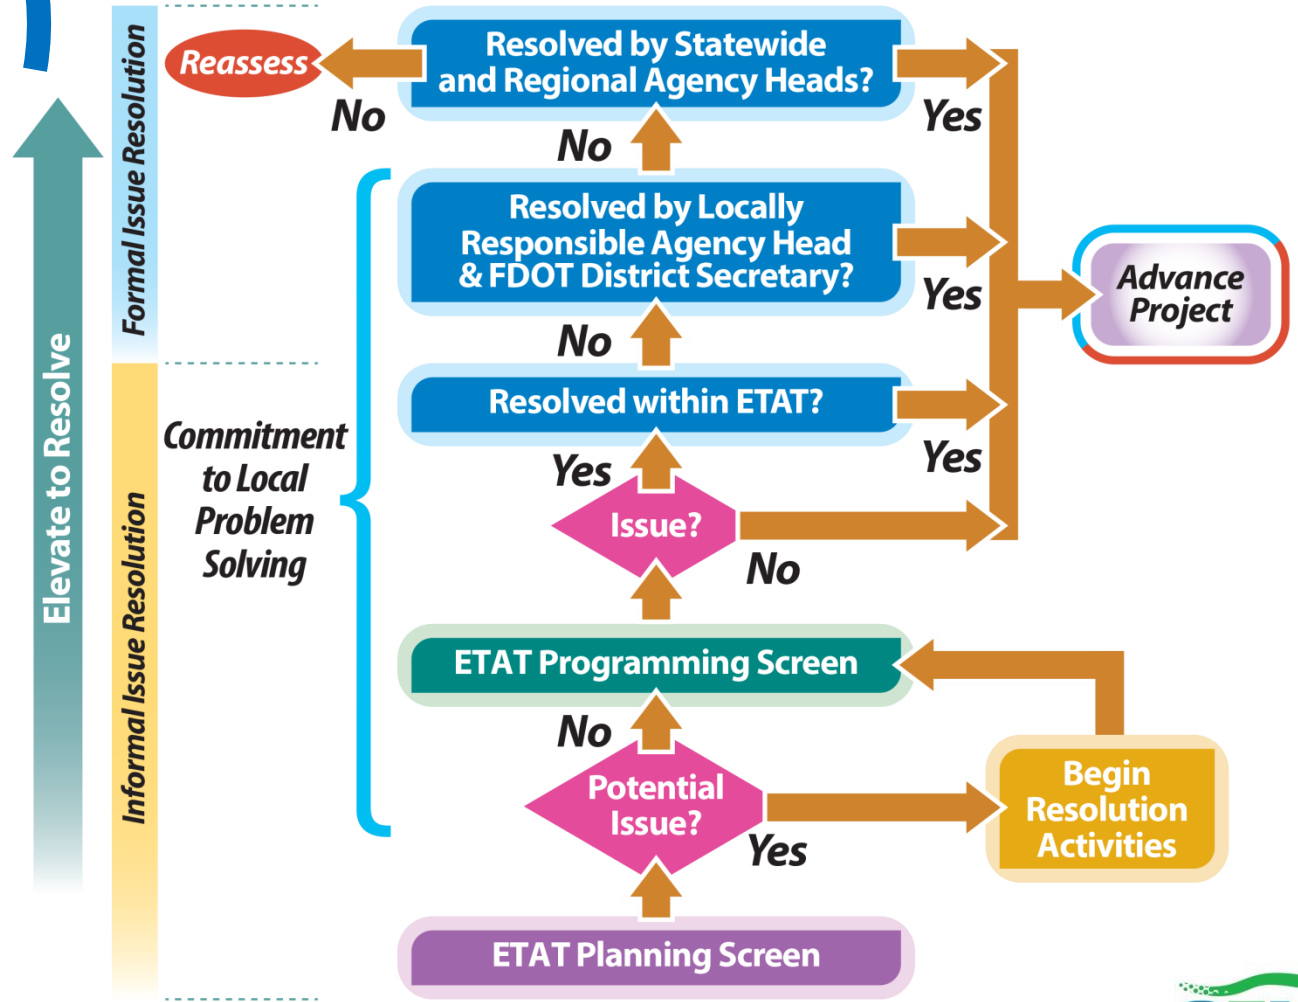 Resolved by Statewide
and Regional Agency Heads?
Reassess
No
Yes
No
Resolved by Locally
Responsible Agency Head
& FDOT District Secretary?
Yes
Advance
Project
No
Resolved within ETAT?
Yes
Yes
Issue?
No
ETAT Programming Screen
No
Potential
Issue?
Yes
Begin
Resolution
Activities
ETAT Planning Screen
Commitment
to Local
Problem
Solving
Formal Issue Resolution
Informal Issue Resolution
Elevate to Resolve